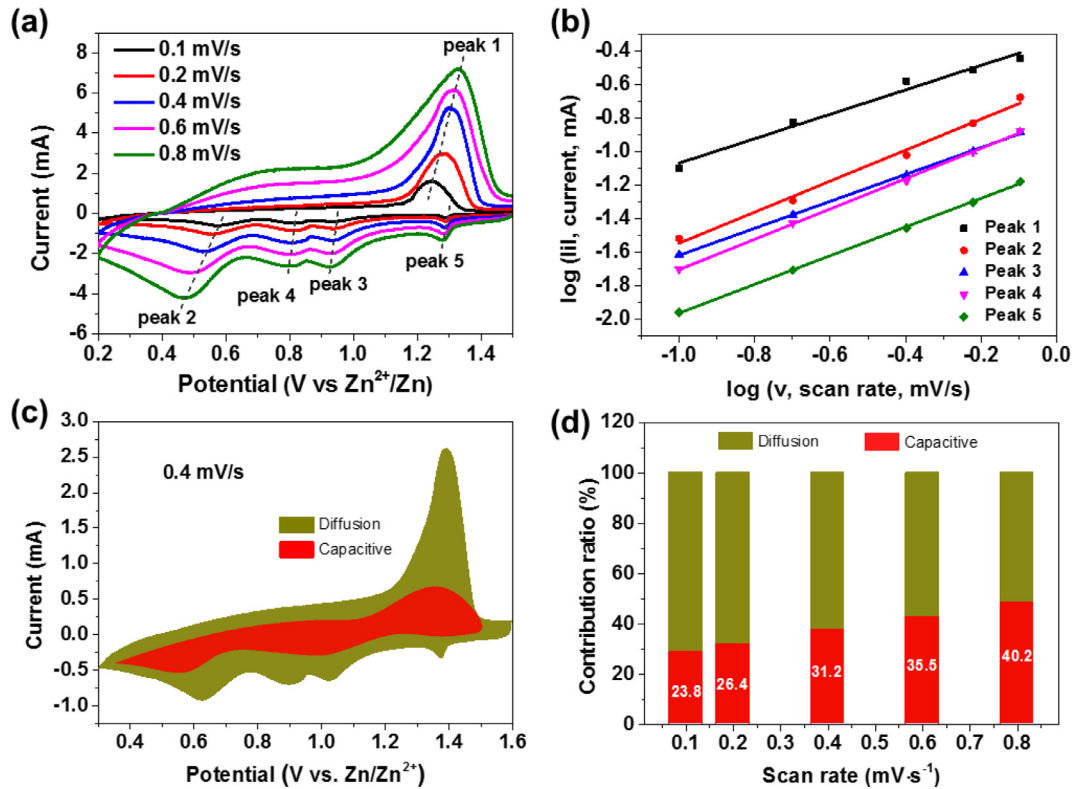 (a)
0.1 mV/s
0.2 mV/s
0.4 mV/s
0.6 mV/s
0.8 mV/s
peak 1
peak 2
peak 4
peak 3
peak 5
8
6
4
2
0
-2
-4
-6
Current (mA)
0.2 0.4 0.6 0.8 1.0 1.2 1.4
Potential (V vs Zn²⁺/Zn)
(b)
-0.4
-0.6
-0.8
-1.0
-1.2
-1.4
-1.6
-1.8
-2.0
log (IiI, current, mA)
Peak 1
Peak 2
Peak 3
Peak 4
Peak 5
-1.0 -0.8 -0.6 -0.4 -0.2 0.0
log (v, scan rate, mV/s)
(c)
0.4 mV/s
Diffusion
Capacitive
3.0
2.5
2.0
1.5
1.0
0.5
0.0
-0.5
-1.0
Current (mA)
0.4 0.6 0.8 1.0 1.2 1.4 1.6
Potential (V vs. Zn/Zn²⁺)
(d)
Diffusion Capacitive
120
100
80
60
40
20
0
Contribution ratio (%)
23.8 26.4 31.2 35.5 40.2
0.1 0.2 0.3 0.4 0.5 0.6 0.7 0.8
Scan rate (mV·s⁻¹)